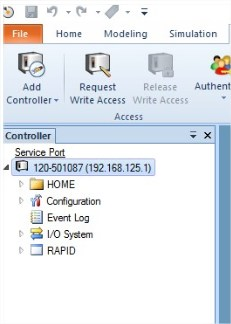 File Home Modeling Simulation
Add Request Release Authent
Controller Write Access Write Access
Access
Controller
Service Port
120-501087 (192.168.125.1)
HOME
Configuration
Event Log
I/O System
RAPID